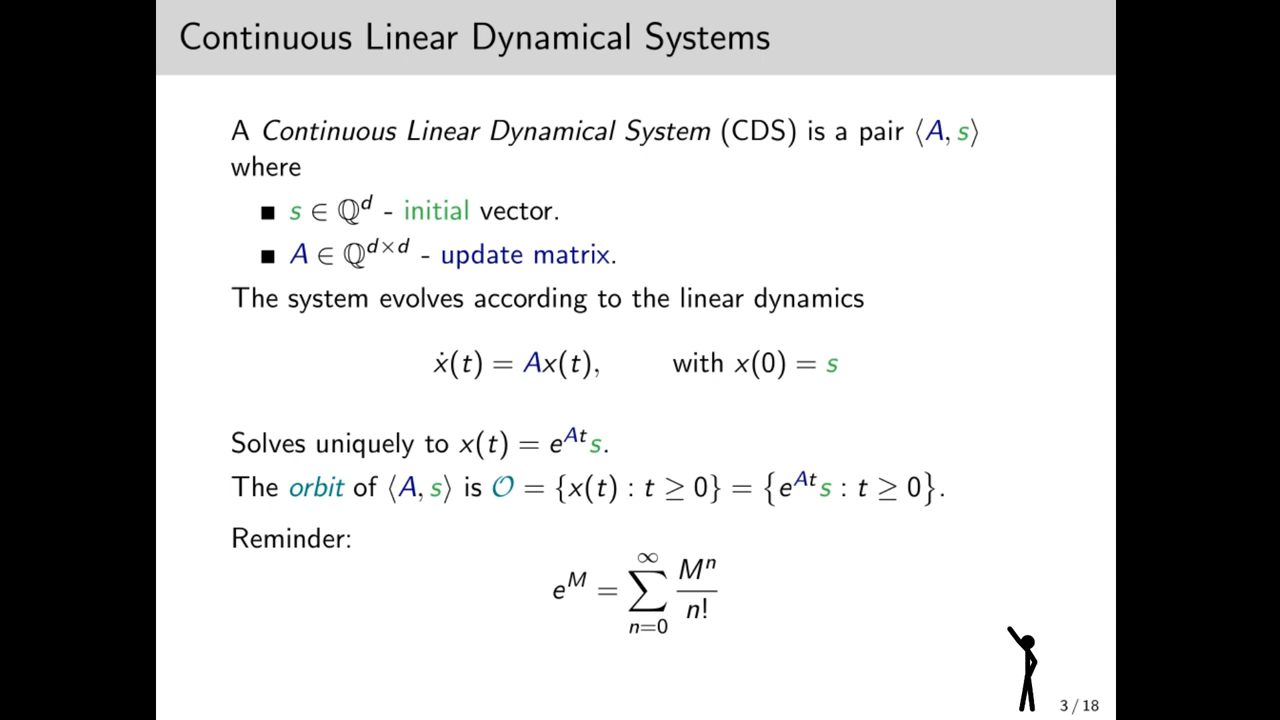 Continuous Linear Dynamical Systems
A Continuous Linear Dynamical System (CDS) is a pair ⟨A, s⟩
where
■ s ∈ ℚ^d - initial vector.
■ A ∈ ℚ^{d×d} - update matrix.
The system evolves according to the linear dynamics
ẋ(t) = Ax(t), with x(0) = s
Solves uniquely to x(t) = e^{At}s.
The orbit of ⟨A, s⟩ is 𝒪 = {x(t) : t ≥ 0} = {e^{At}s : t ≥ 0}.
Reminder:
e^M = ∑_{n=0}^{∞} M^n / n!
3 / 18